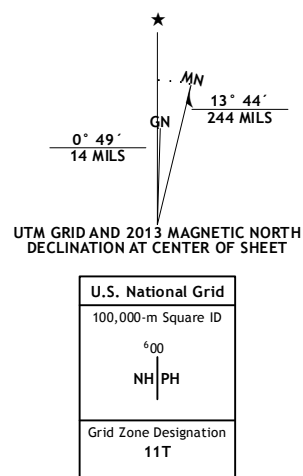 ★
MN
GN
13° 44´
244 MILS
0° 49´
14 MILS
UTM GRID AND 2013 MAGNETIC NORTH
DECLINATION AT CENTER OF SHEET
U.S. National Grid
100,000-m Square ID
⁶00
NH PH
Grid Zone Designation
11T